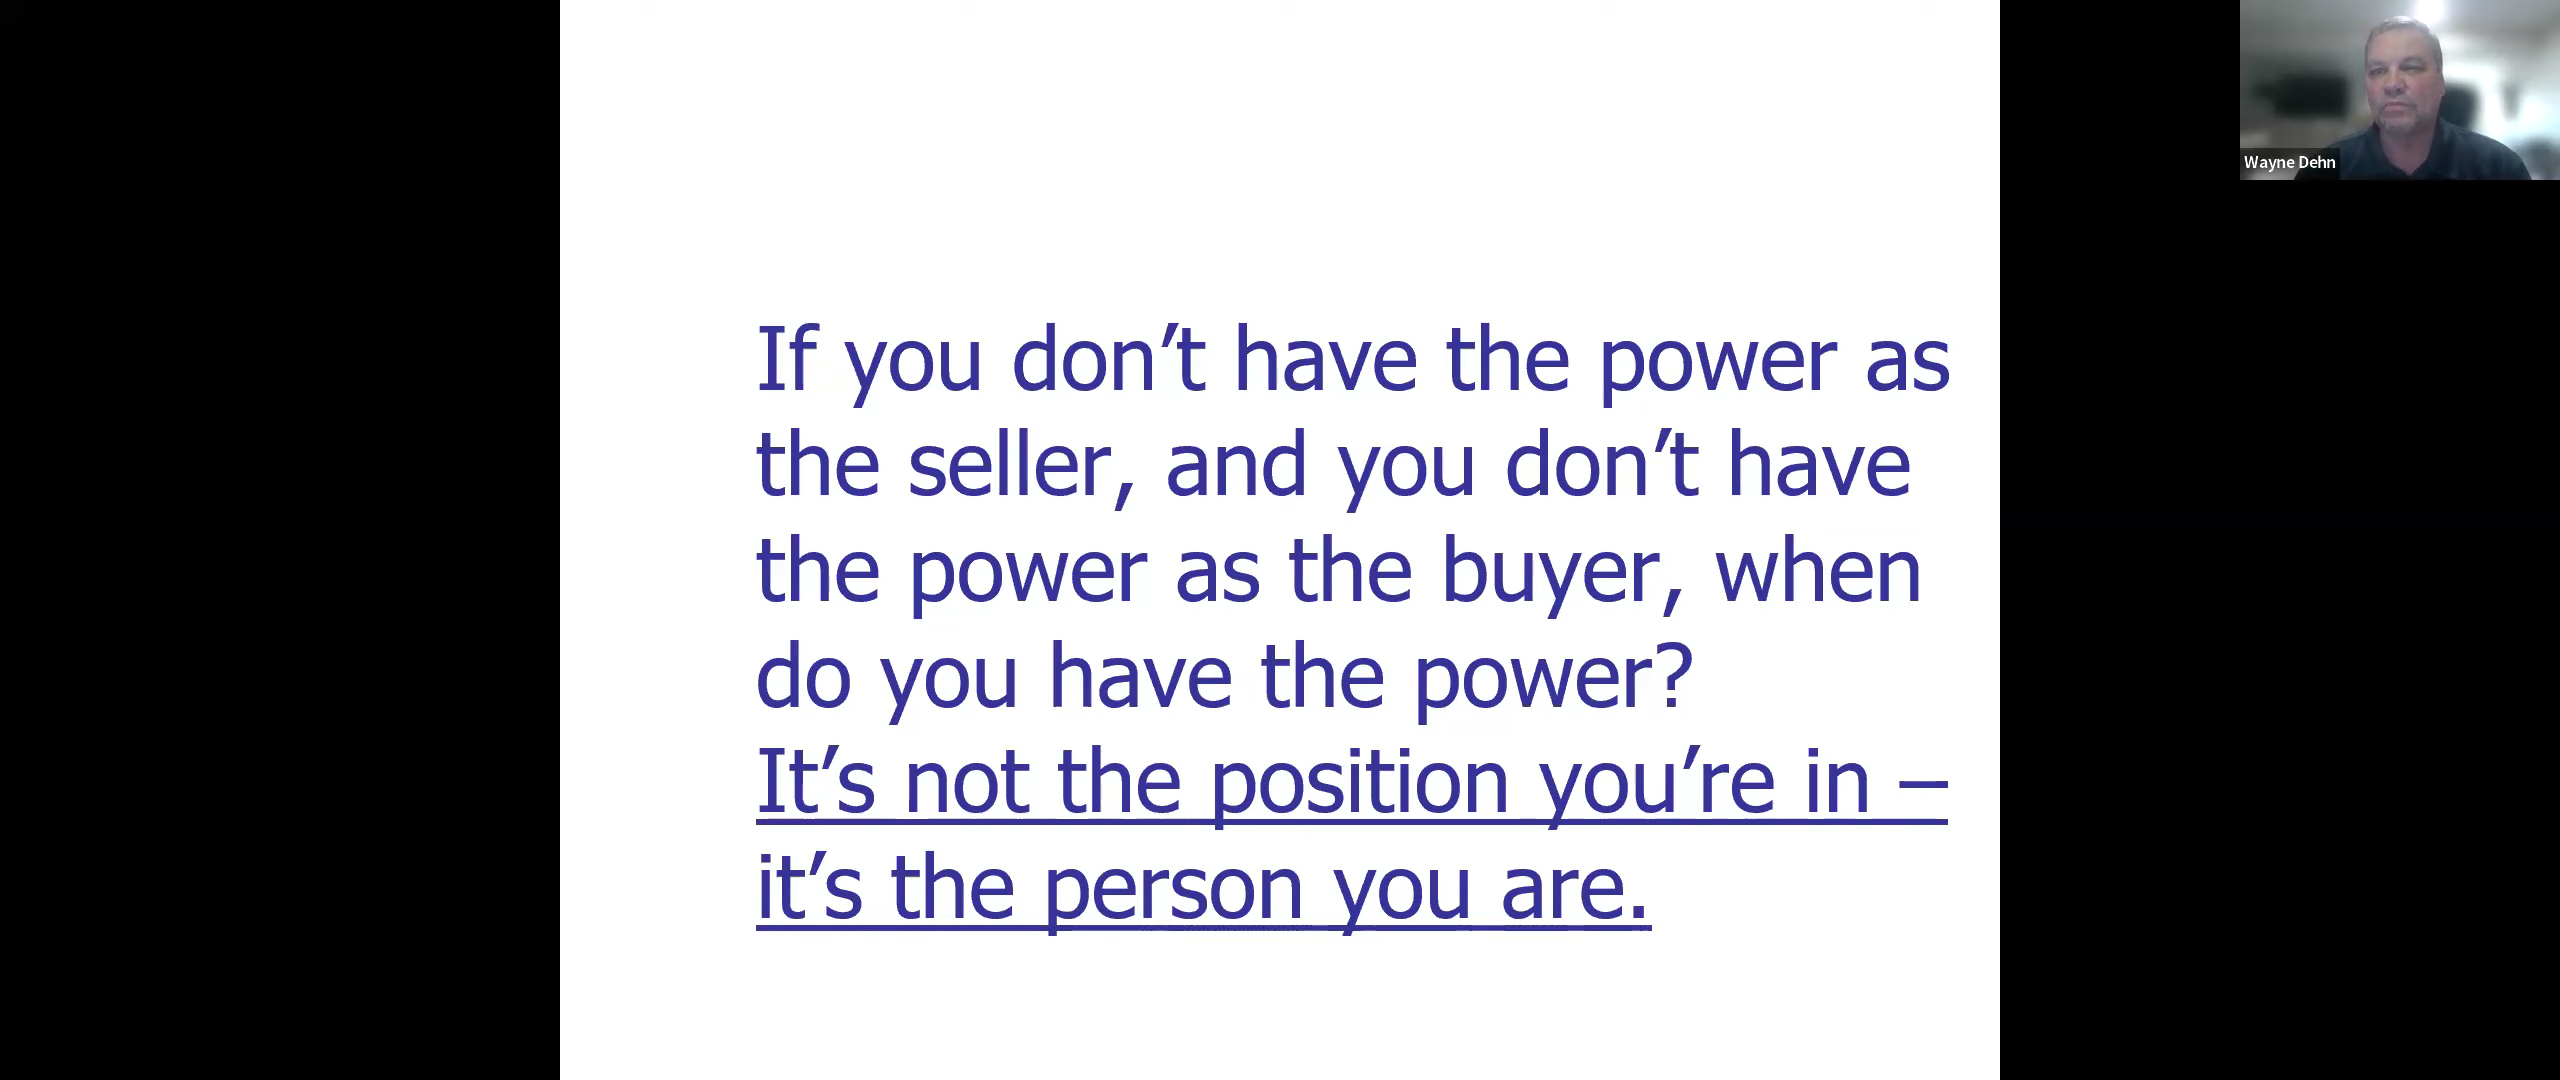 If you don’t have the power as
the seller, and you don’t have
the power as the buyer, when
do you have the power?
It’s not the position you’re in –
it’s the person you are.
Wayne Dehn